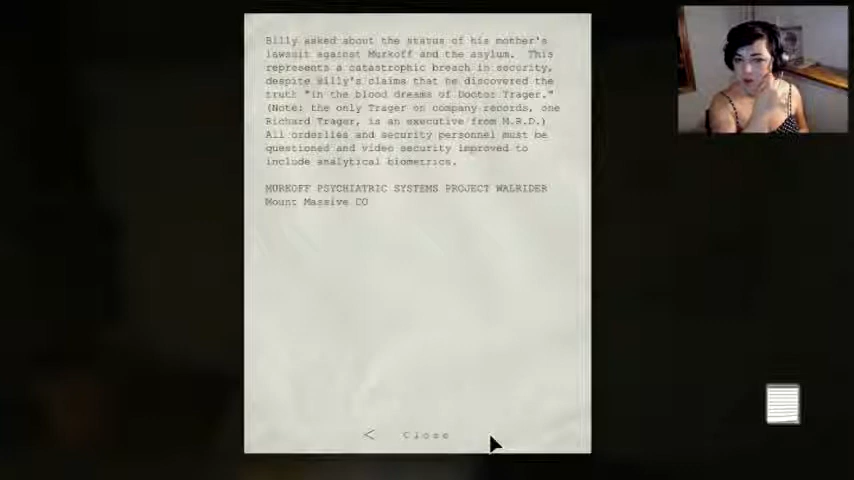 Billy asked about the status of his mother's
lawsuit against Murkoff and the asylum.  This
represents a catastrophic breach in security,
despite Billy's claims that he discovered the
truth "in the blood dreams of Doctor Trager."
(Note: the only Trager on company records, one
Richard Trager, is an executive from M.R.D.)
All orderlies and security personnel must be
questioned and video security improved to
include analytical biometrics.
MURKOFF PSYCHIATRIC SYSTEMS PROJECT WALRIDER
Mount Massive CO
< Close